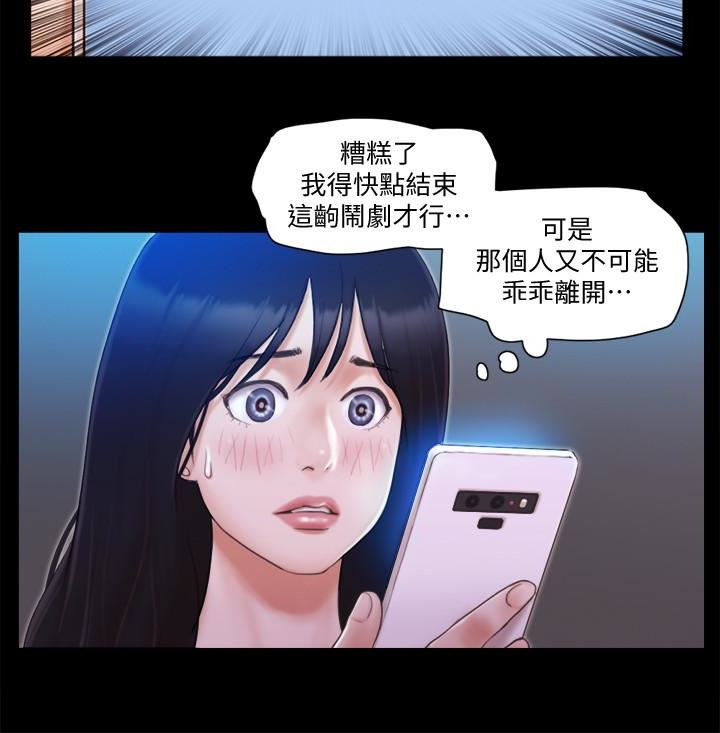 糟糕了
我得快點結束
這齣鬧劇才行…
可是
那個人又不可能
乖乖離開…